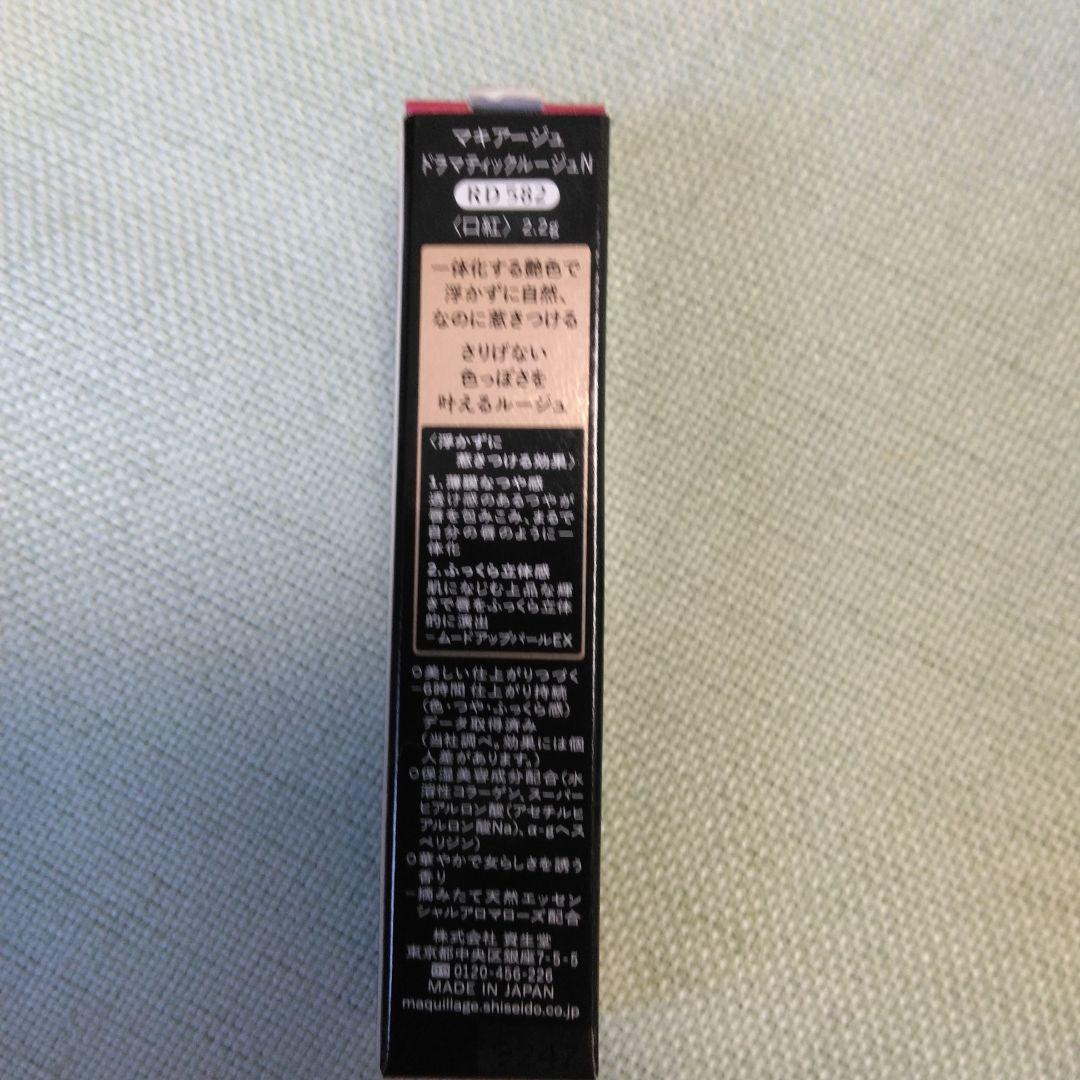 マキアージュ
ドラマティックルージュN
RD 582
〈口紅〉 2.2g
一体化する艶色で
浮かずに自然、
なのに惹きつける
さりげない
色っぽさを
叶えるルージュ
〈浮かずに
惹きつける効果〉
1.薄膜なつや感
透け感のあるつやが
唇を包みこみ、まるで
自分の唇のように一
体化
2.ふっくら立体感
肌になじむ上品な輝
きで唇をふっくら立体
的に演出
-ムードアップパールEX
○美しい仕上がりつづく
-6時間 仕上がり持続
(色・つや・ふっくら感)
データ取得済み
(当社調べ。効果には個
人差があります。)
○保湿美容成分配合(水
溶性コラーゲン、スーパー
ヒアルロン酸(アセチルヒ
アルロン酸Na)、α-gヘス
ペリジン)
○華やかで女らしさを誘う
香り
-摘みたて天然エッセン
シャルアロマローズ配合
株式会社 資生堂
東京都中央区銀座7-5-5
0120-456-226
MADE IN JAPAN
maquillage.shiseido.co.jp